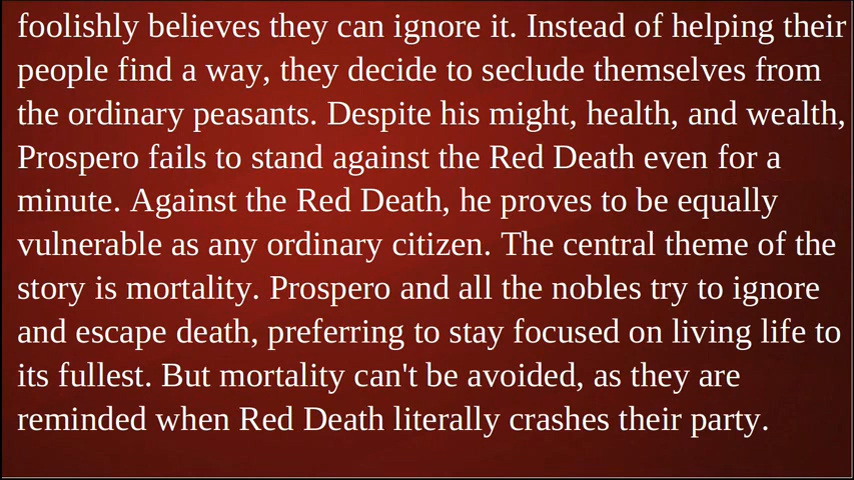 foolishly believes they can ignore it. Instead of helping their
people find a way, they decide to seclude themselves from
the ordinary peasants. Despite his might, health, and wealth,
Prospero fails to stand against the Red Death even for a
minute. Against the Red Death, he proves to be equally
vulnerable as any ordinary citizen. The central theme of the
story is mortality. Prospero and all the nobles try to ignore
and escape death, preferring to stay focused on living life to
its fullest. But mortality can't be avoided, as they are
reminded when Red Death literally crashes their party.